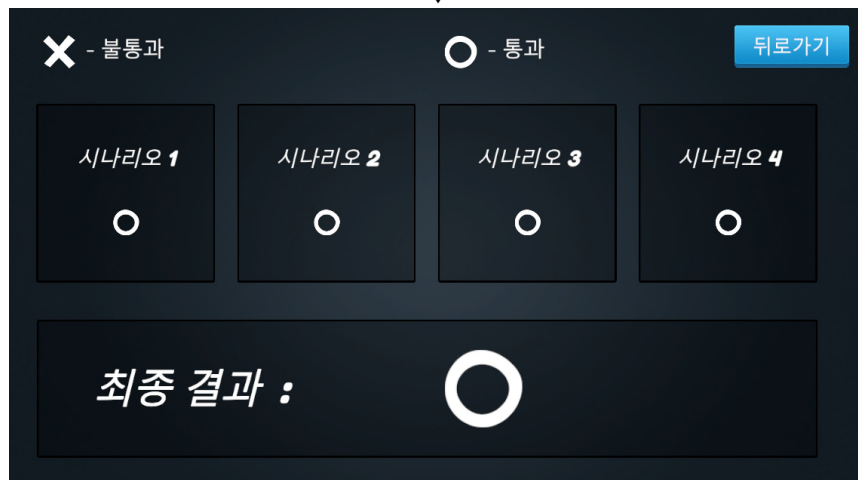 X - 불통과
O - 통과
뒤로가기
시나리오 1
시나리오 2
시나리오 3
시나리오 4
O
O
O
O
최종 결과 : O